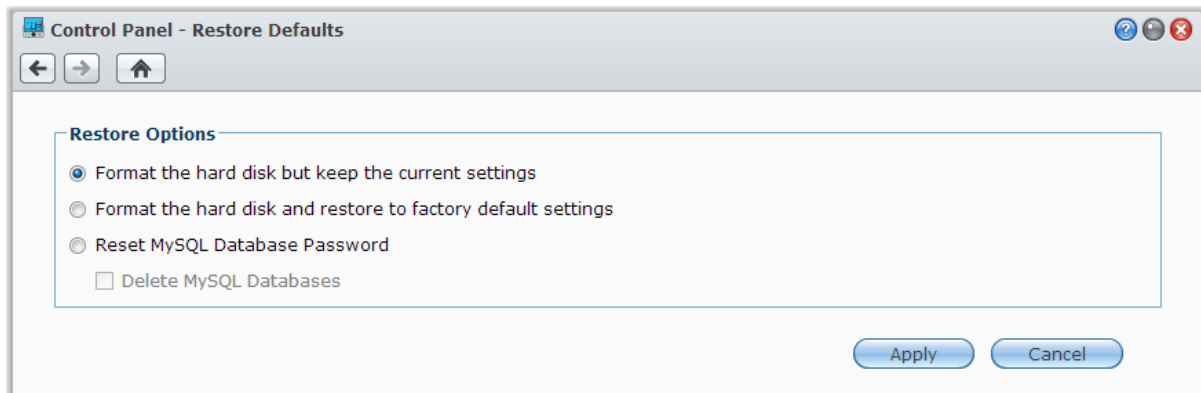 Control Panel - Restore Defaults
Restore Options
Format the hard disk but keep the current settings
Format the hard disk and restore to factory default settings
Reset MySQL Database Password
Delete MySQL Databases
Apply Cancel